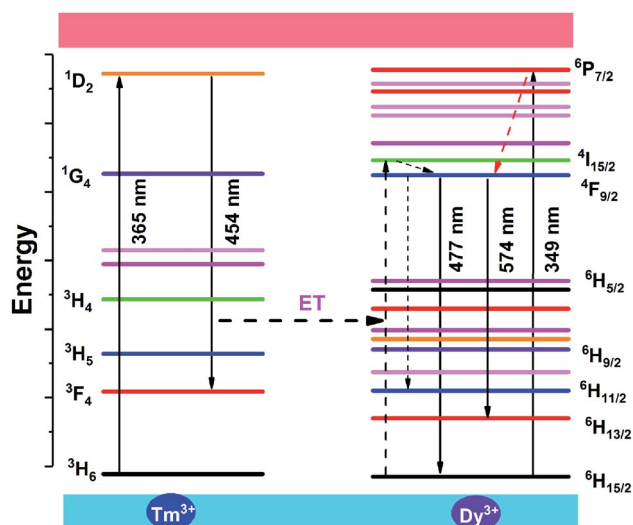 Energy
¹D₂
¹G₄
³H₄
³H₅
³F₄
³H₆
365 nm
454 nm
ET
477 nm
574 nm
349 nm
⁶P₇/₂
⁴I₁₅/₂
⁴F₉/₂
⁶H₅/₂
⁶H₉/₂
⁶H₁₁/₂
⁶H₁₃/₂
⁶H₁₅/₂
Tm³⁺
Dy³⁺